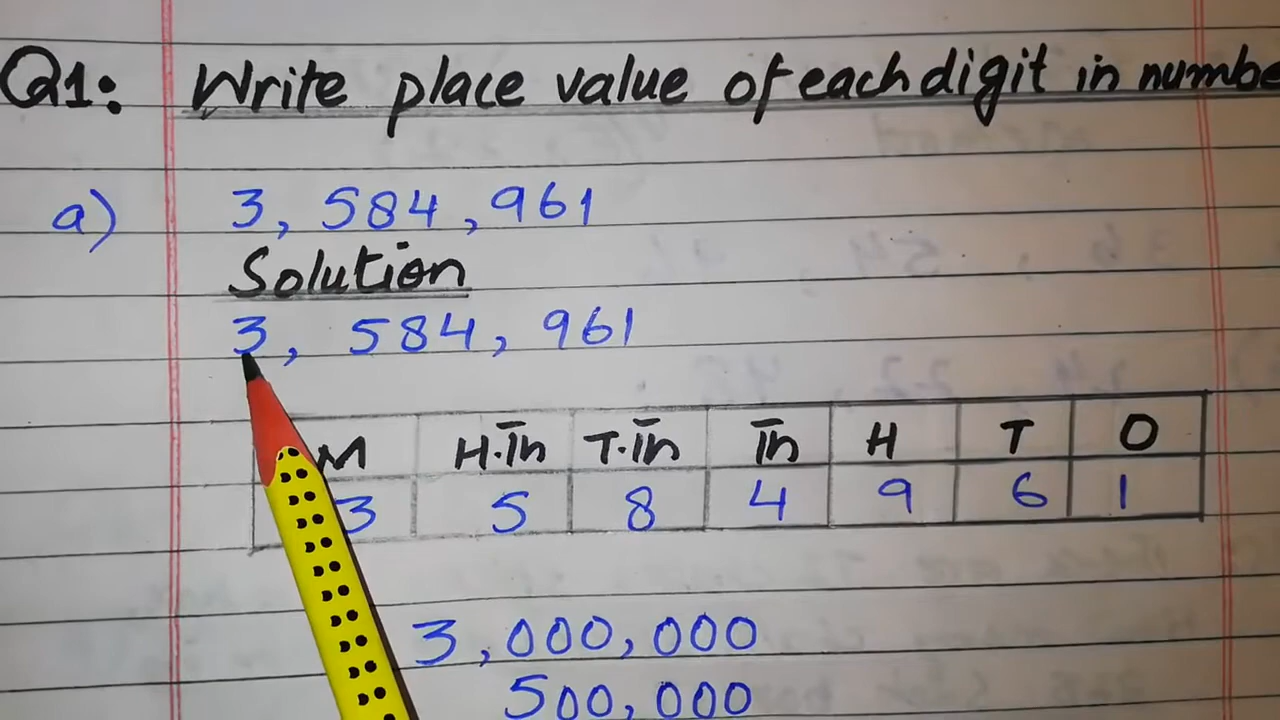 Q1: Write place value of each digit in numbe
a) 3, 584, 961
Solution
3, 584, 961
M H.Th T.Th Th H T O
3 5 8 4 9 6 1
3,000,000
500,000